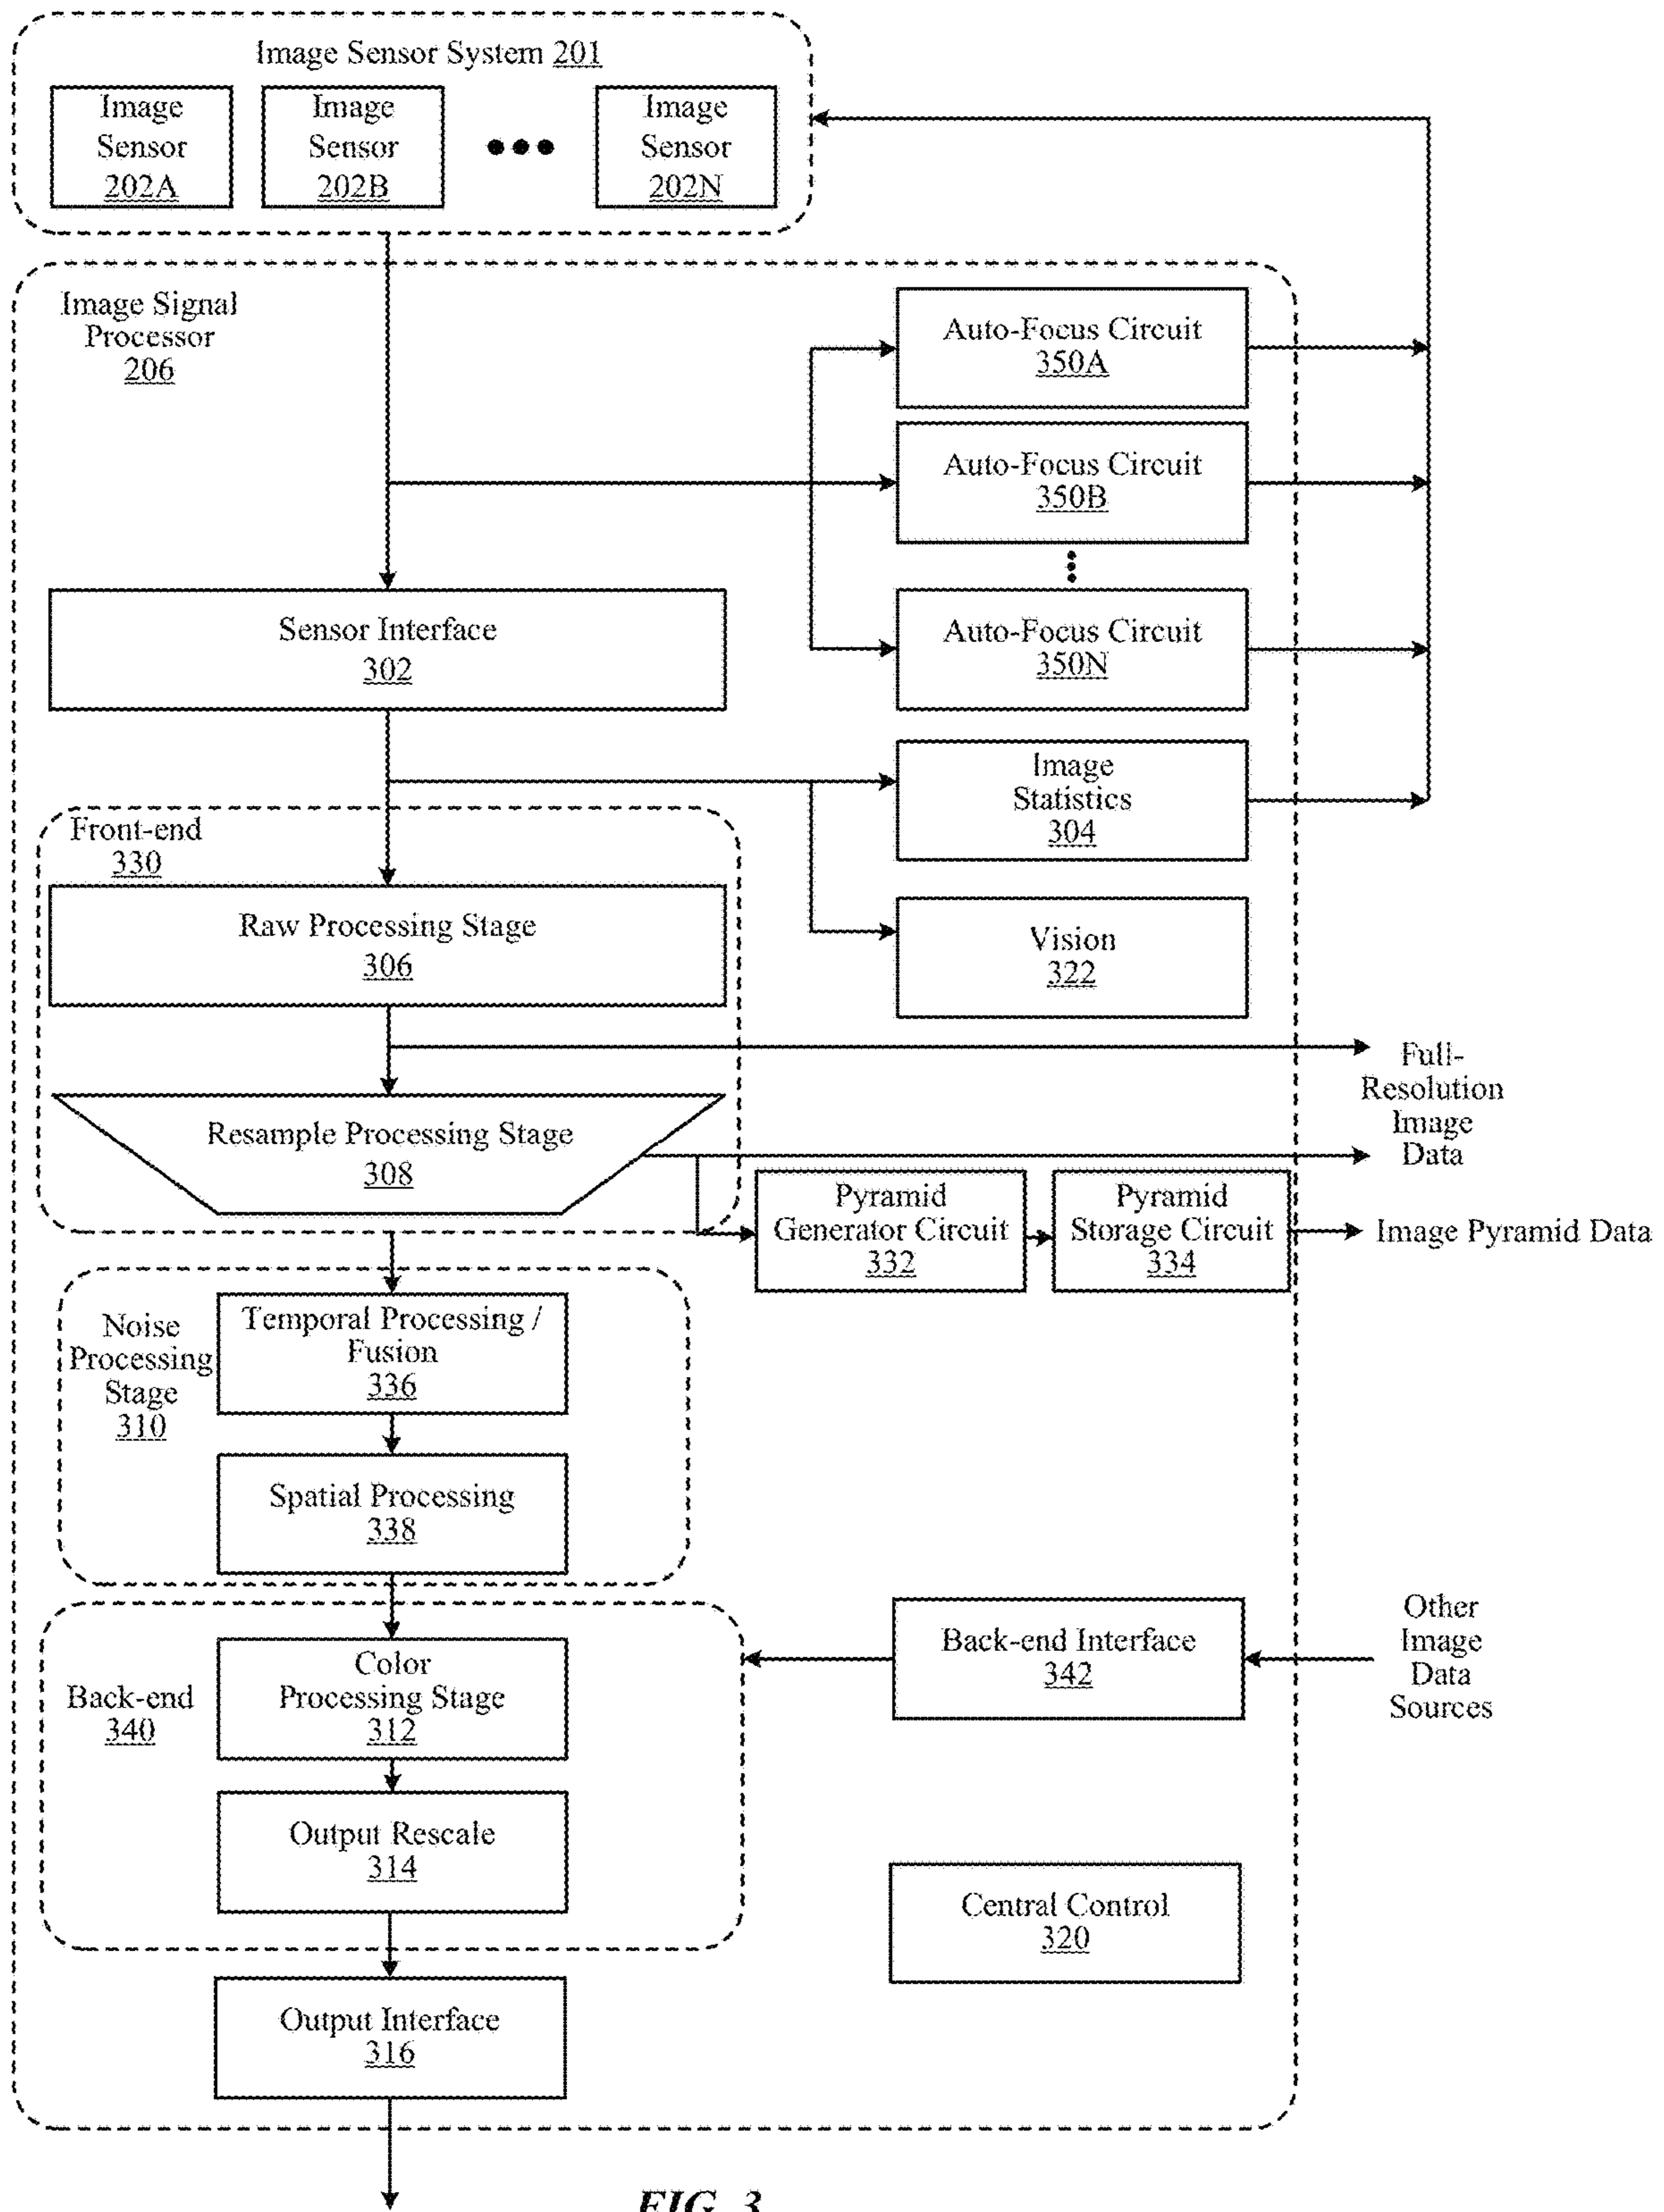 Image Sensor System 201
Image
Sensor
202A
Image
Sensor
202B
Image
Sensor
202N
Image Signal
Processor
206
Auto-Focus Circuit
350A
Auto-Focus Circuit
350B
Auto-Focus Circuit
350N
Sensor Interface
302
Image
Statistics
304
Front-end
330
Raw Processing Stage
306
Vision
322
Full-
Resolution
Image
Data
Resample Processing Stage
308
Pyramid
Generator Circuit
332
Pyramid
Storage Circuit
334
Image Pyramid Data
Noise
Processing
Stage
310
Temporal Processing /
Fusion
336
Spatial Processing
338
Back-end
340
Color
Processing Stage
312
Back-end Interface
342
Other
Image
Data
Sources
Output Rescale
314
Central Control
320
Output Interface
316
FIG. 3